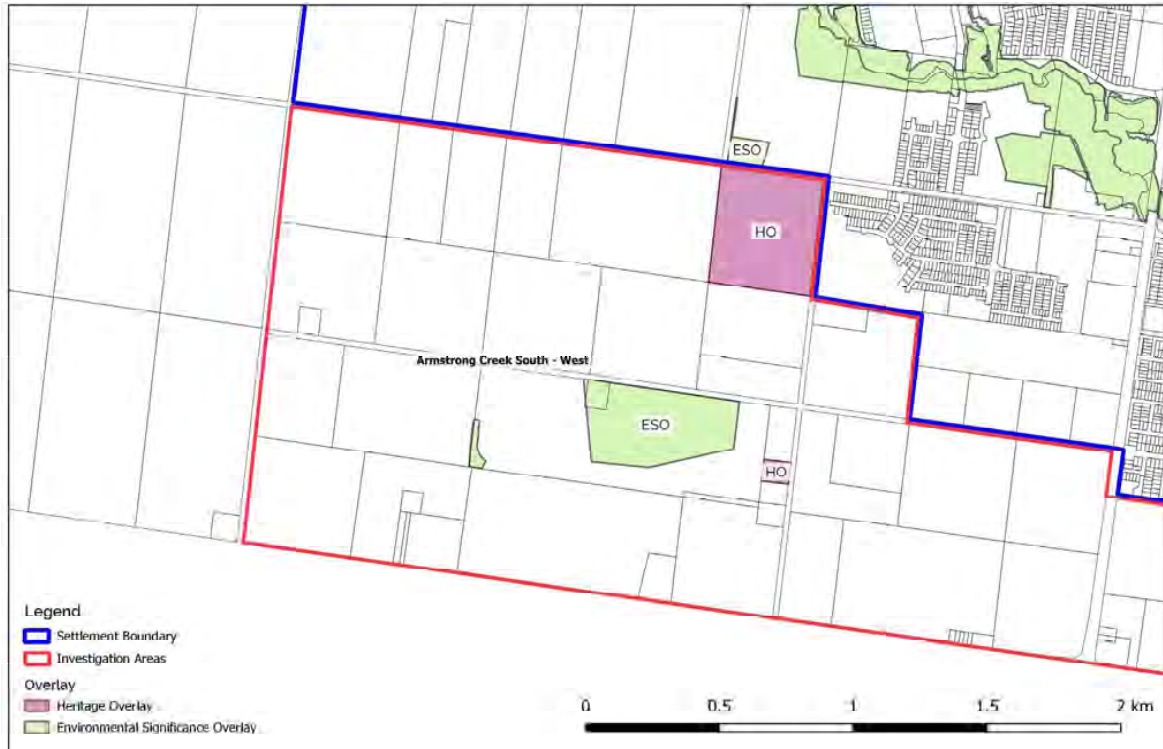 ESO
HO
Armstrong Creek South - West
ESO
HO
Legend
Settlement Boundary
Investigation Areas
Overlay
Heritage Overlay
Environmental Significance Overlay
0 0.5 1 1.5 2 km